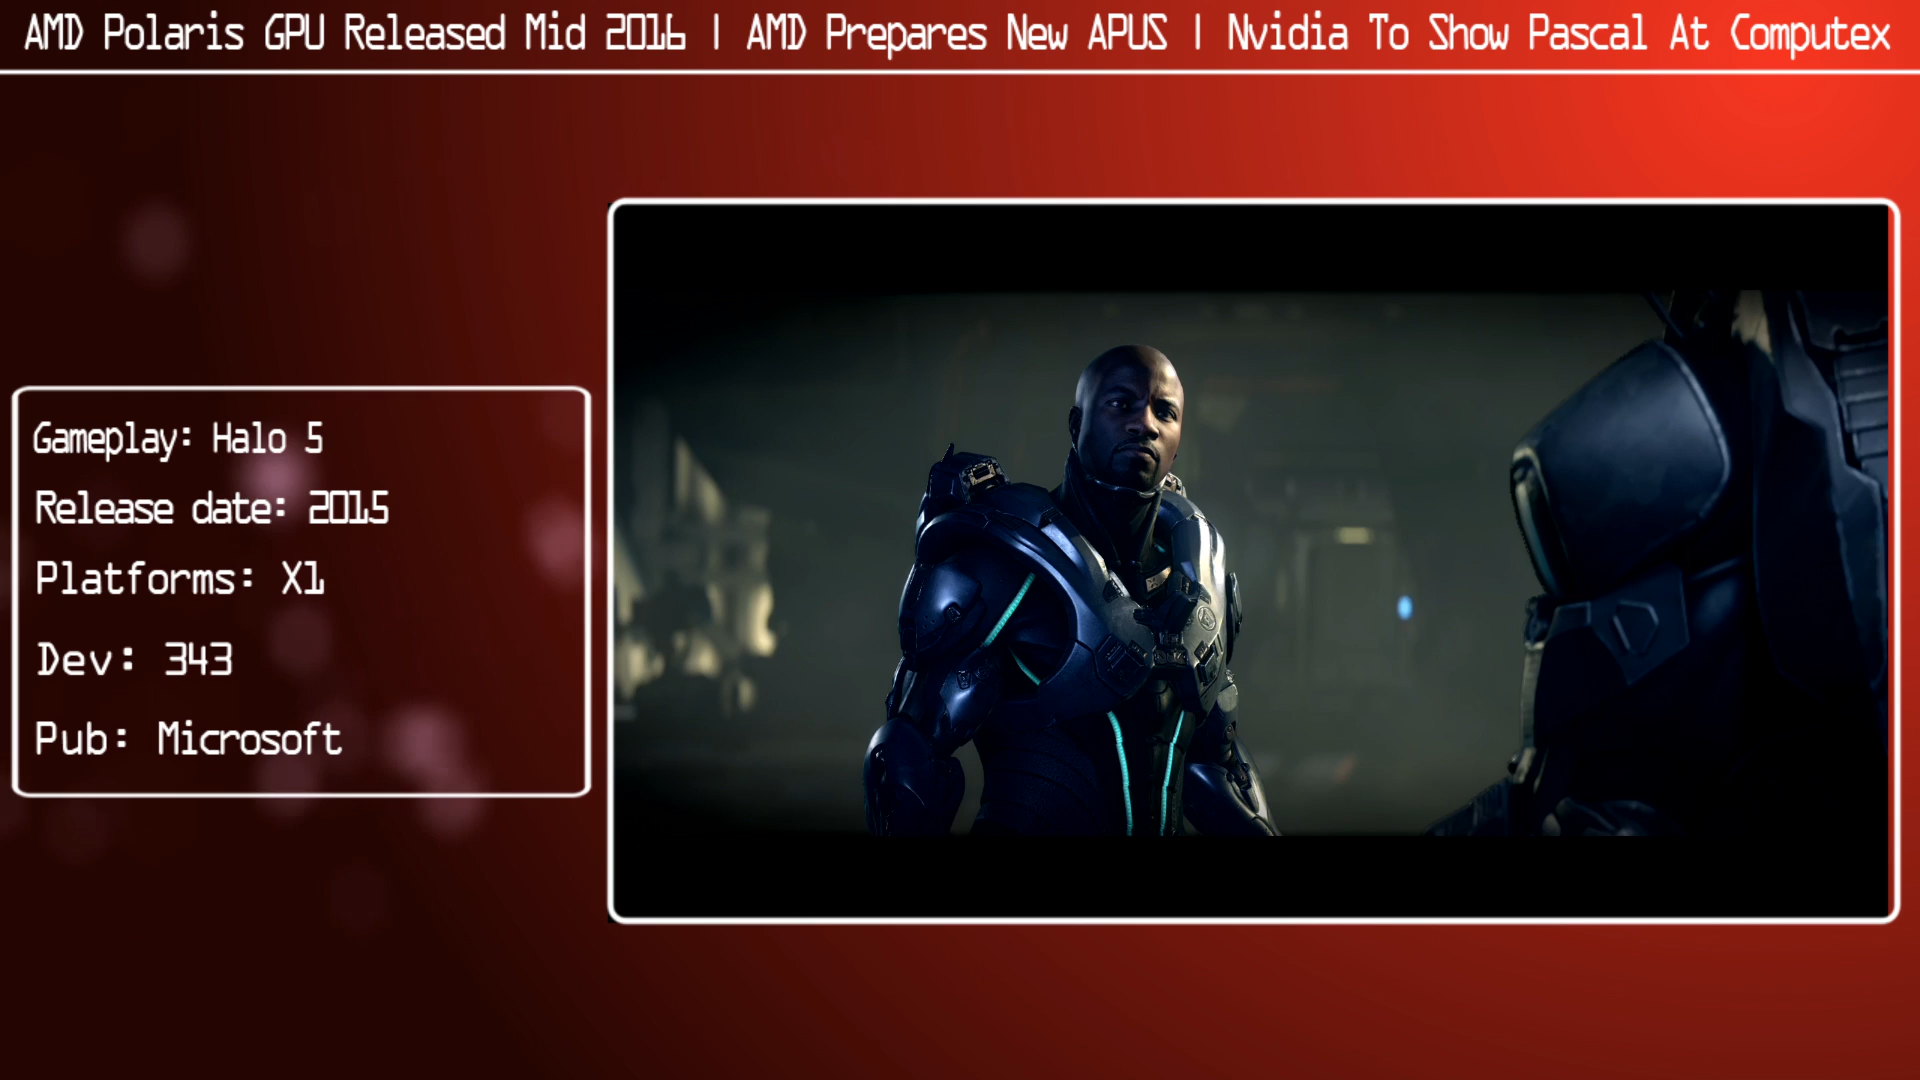 AMD Polaris GPU Released Mid 2016 | AMD Prepares New APUS | Nvidia To Show Pascal At Computex
Gameplay: Halo 5
Release date: 2015
Platforms: X1
Dev: 343
Pub: Microsoft